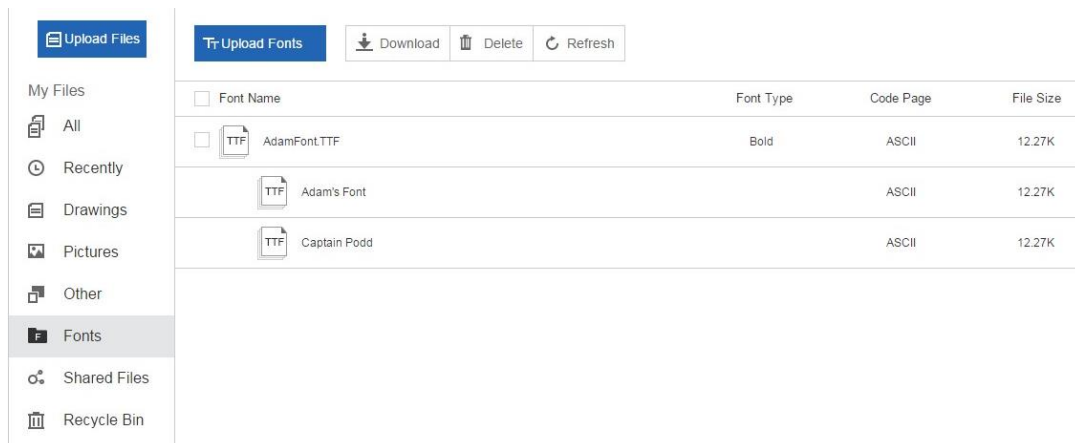 Upload Files
Upload Fonts
Download
Delete
Refresh
My Files
All
Recently
Drawings
Pictures
Other
Fonts
Shared Files
Recycle Bin
Font Name Font Type Code Page File Size
TTF AdamFont.TTF Bold ASCII 12.27K
TTF Adam's Font ASCII 12.27K
TTF Captain Podd ASCII 12.27K